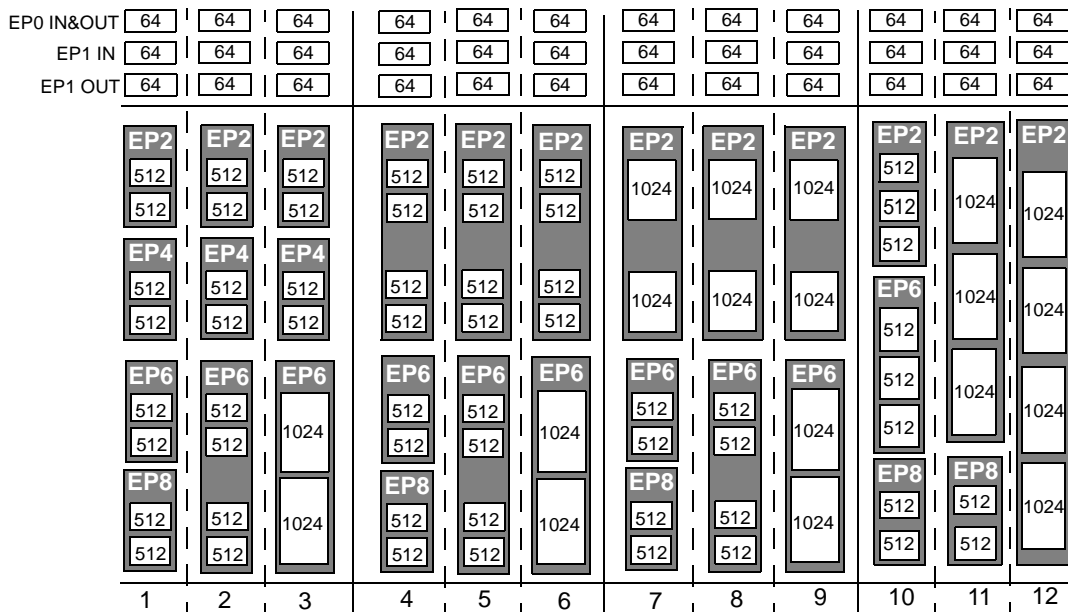 EP0 IN&OUT 64 64 64 64 64 64 64 64 64 64 64 64
EP1 IN 64 64 64 64 64 64 64 64 64 64 64 64
EP1 OUT 64 64 64 64 64 64 64 64 64 64 64 64
EP2 EP2 EP2 EP2 EP2 EP2 EP2 EP2 EP2 EP2 EP2 EP2
512 512 512 512 512 512 512
1024 1024 1024
512 512 512 512 512 512 512 1024 1024
512
EP4 EP4 EP4
512 512 512 512 512 512 EP6
1024 1024 1024 1024 1024
512 512 512 512 512 512 512
EP6 EP6 EP6 EP6 EP6 EP6 EP6 EP6 EP6 512 1024
512 512 512 512 512 512 1024
1024 1024 1024 512
512 512 512 512 512 512
EP8 EP8 EP8 EP8 EP8
512 512 1024
512 512 1024 512 512 1024 512 512 1024
512 512 512 512 512 512 512 512
1 2 3 4 5 6 7 8 9 10 11 12